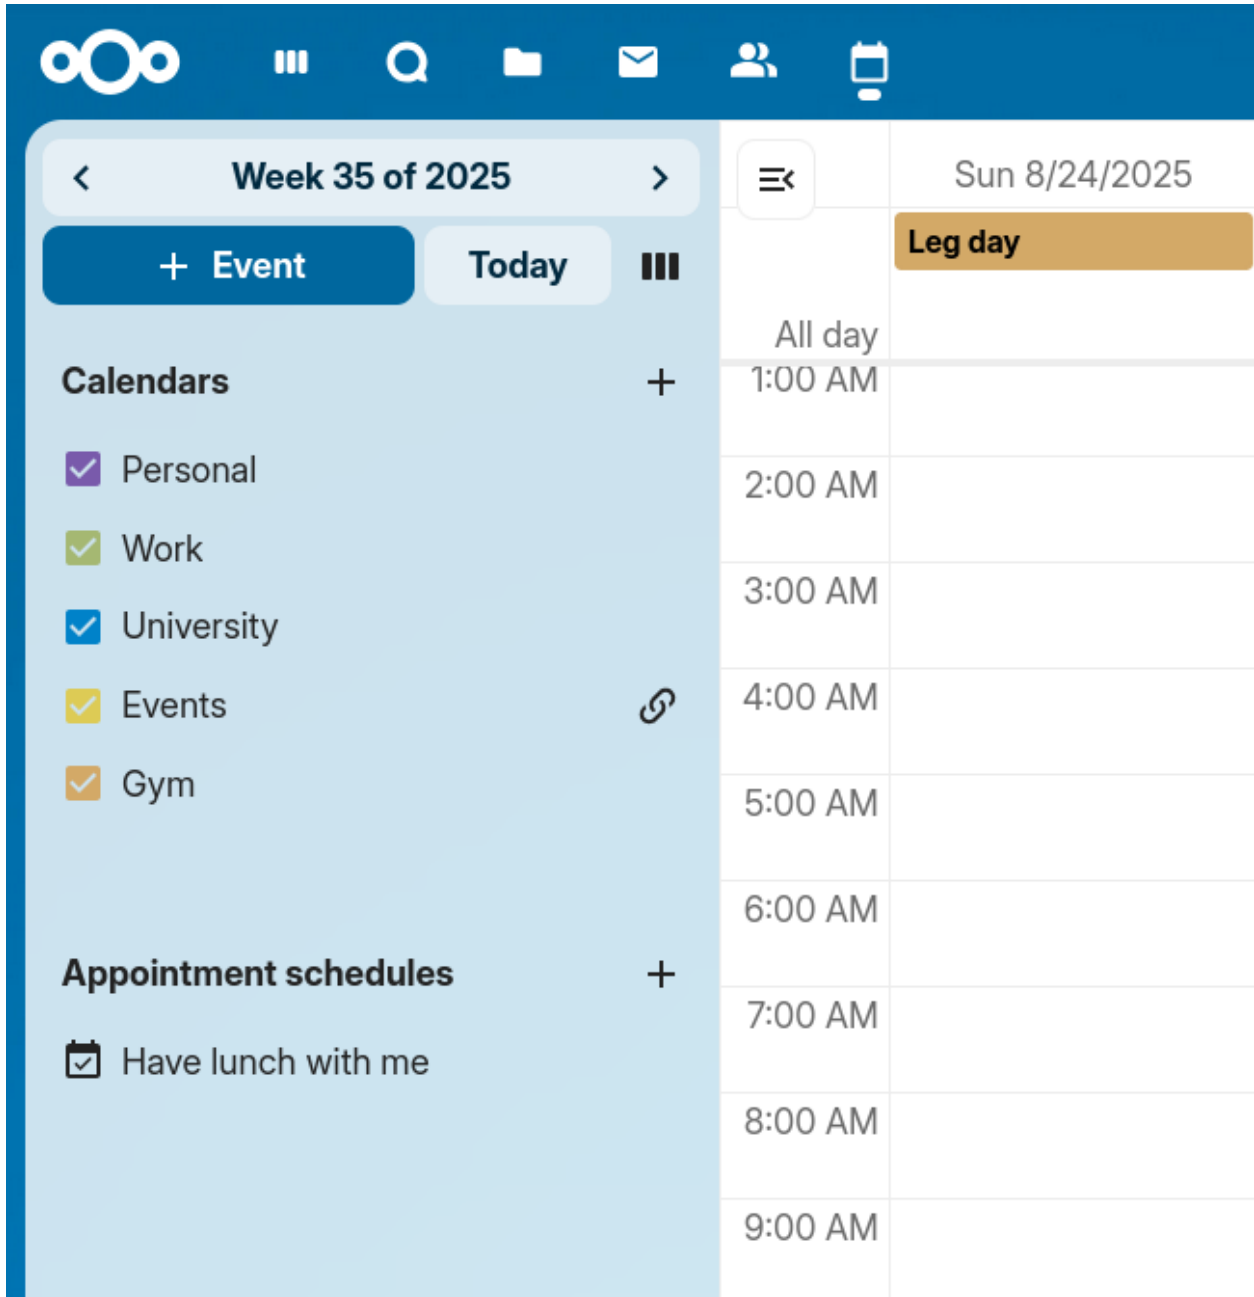 Week 35 of 2025
+ Event
Today
Calendars
Personal
Work
University
Events
Gym
Appointment schedules
Have lunch with me
Sun 8/24/2025
Leg day
All day
1:00 AM
2:00 AM
3:00 AM
4:00 AM
5:00 AM
6:00 AM
7:00 AM
8:00 AM
9:00 AM